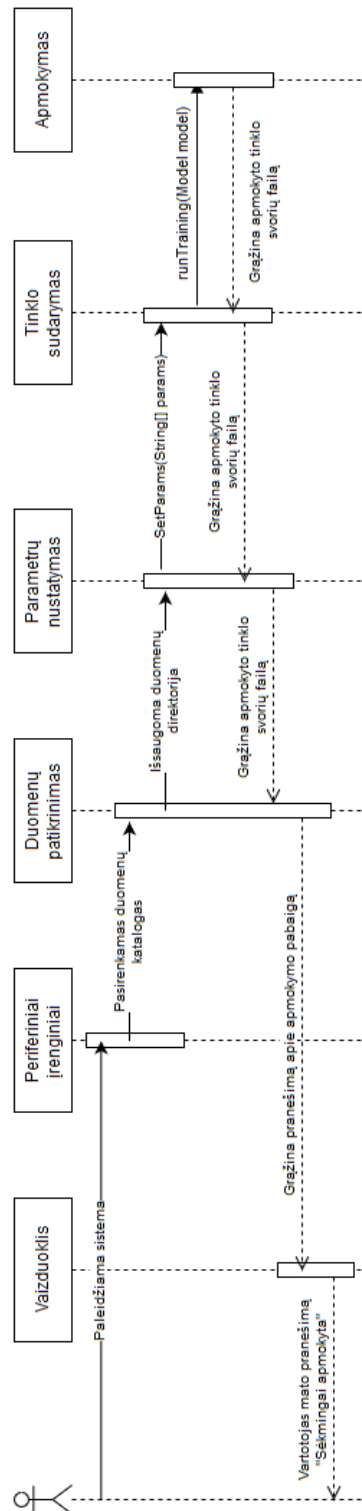 Vaizduoklis
Periferiniai
įrenginiai
Duomenų
patikrinimas
Parametrų
nustatymas
Tinklo
sudarymas
Apmokymas
Paleidžiama sistema
Pasirenkamas duomenų
katalogas
Išsaugoma duomenų
direktorija
SetParams(String[] params)
runTraining(Model model)
Grąžina apmokyto tinklo
svorių failą
Grąžina apmokyto tinklo
svorių failą
Grąžina apmokyto tinklo
svorių failą
Grąžina pranešimą apie apmokymo pabaigą
Vartotojas mato pranešimą
"Sėkmingai apmokyta"